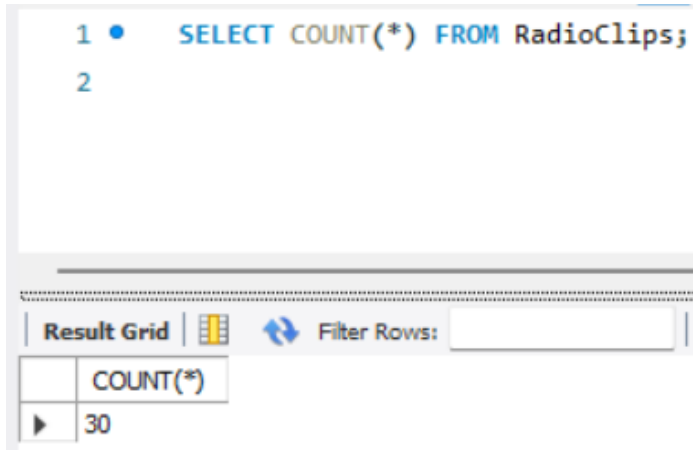 1 SELECT COUNT(*) FROM RadioClips;
2
Result Grid Filter Rows:
COUNT(*)
30